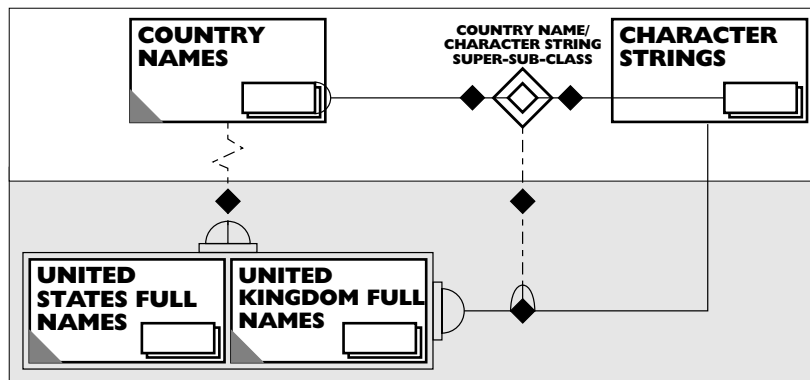 COUNTRY
NAMES
COUNTRY NAME/
CHARACTER STRING
SUPER-SUB-CLASS
CHARACTER
STRINGS
UNITED
STATES FULL
NAMES
UNITED
KINGDOM FULL
NAMES